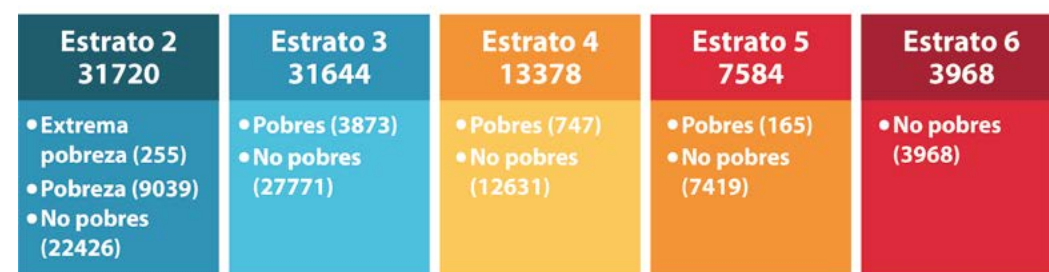 Estrato 2
31720
• Extrema
pobreza (255)
• Pobreza (9039)
• No pobres
(22426)
Estrato 3
31644
• Pobres (3873)
• No pobres
(27771)
Estrato 4
13378
• Pobres (747)
• No pobres
(12631)
Estrato 5
7584
• Pobres (165)
• No pobres
(7419)
Estrato 6
3968
• No pobres
(3968)